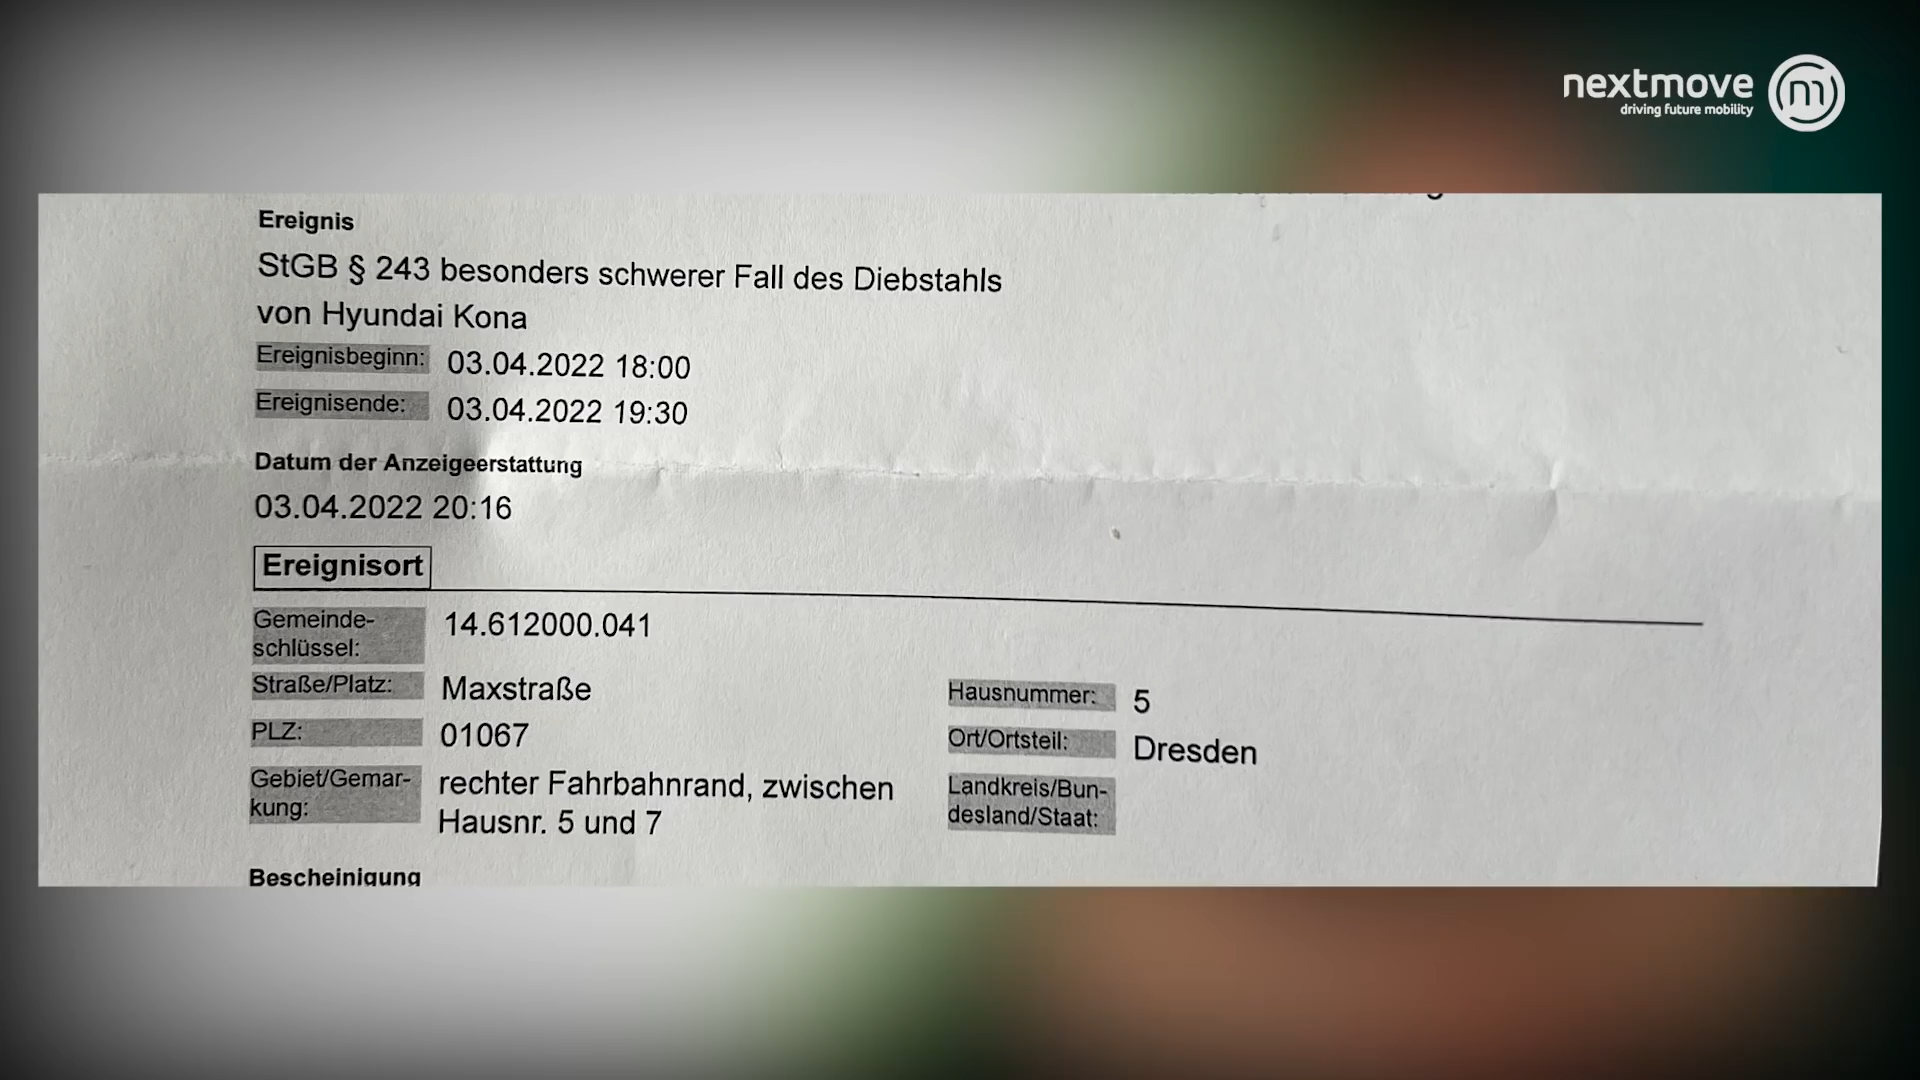 nextmove
driving future mobility
Ereignis
StGB § 243 besonders schwerer Fall des Diebstahls
von Hyundai Kona
Ereignisbeginn: 03.04.2022 18:00
Ereignisende: 03.04.2022 19:30
Datum der Anzeigeerstattung
03.04.2022 20:16
Ereignisort
Gemeinde-
schlüssel: 14.612000.041
Straße/Platz: Maxstraße
Hausnummer: 5
PLZ: 01067
Ort/Ortsteil: Dresden
Gebiet/Gemar-
kung: rechter Fahrbahnrand, zwischen
Hausnr. 5 und 7
Landkreis/Bun-
desland/Staat:
Bescheinigung